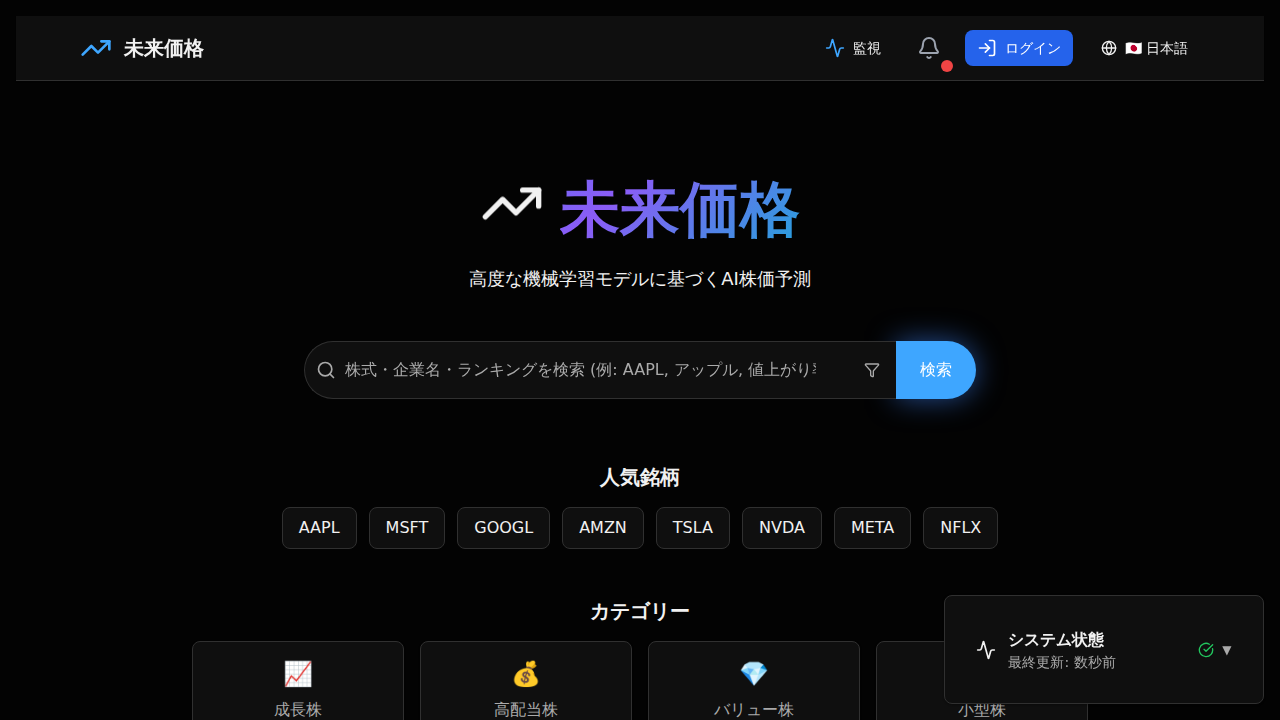 未来価格
監視
ログイン
🇯🇵 日本語
未来価格
高度な機械学習モデルに基づくAI株価予測
株式・企業名・ランキングを検索 (例: AAPL, アップル, 値上がり
検索
人気銘柄
AAPL
MSFT
GOOGL
AMZN
TSLA
NVDA
META
NFLX
カテゴリー
成長株
高配当株
バリュー株
小型株
システム状態
最終更新: 数秒前